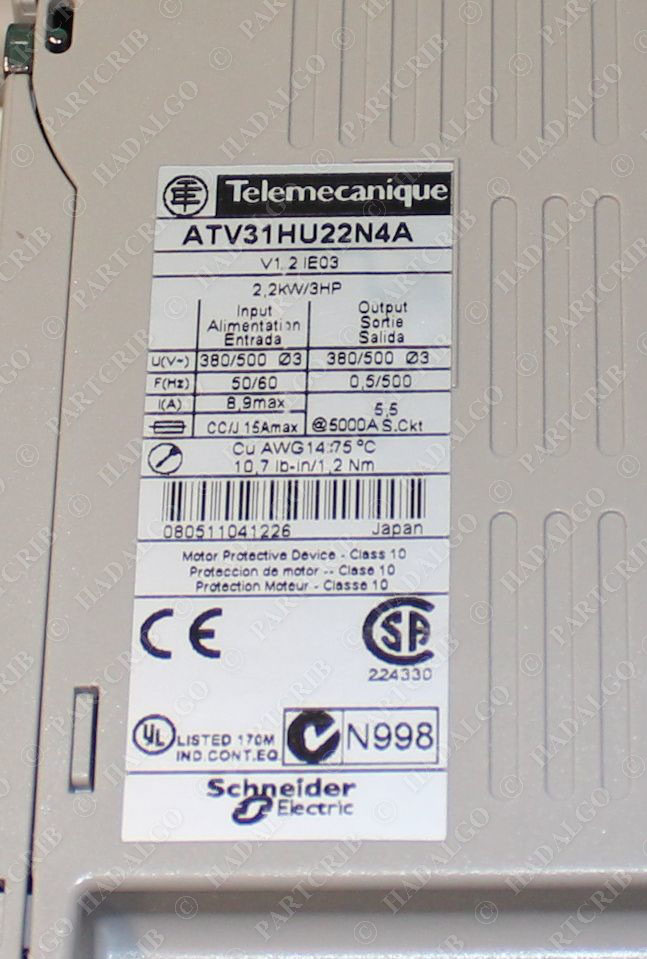 Telemecanique
ATV31HU22N4A
V1.2 IE03
2,2kW/3HP
Input Output
Alimentation Sortie
Entrada Salida
U(V~) 380/500 Ø3 380/500 Ø3
F(Hz) 50/60 0,5/500
I(A) 8,9max 5,5
CC/J 15Amax @5000A S.Ckt
Cu AWG14:75 °C
10,7 lb-in/1,2 Nm
080511041226 Japan
Motor Protective Device - Class 10
Proteccion de motor -- Clase 10
Protection Moteur - Classe 10
CE SA
224330
UL LISTED 170M N998
IND.CONT.EQ
Schneider
Electric
© PARTCRIB
© HADALGO